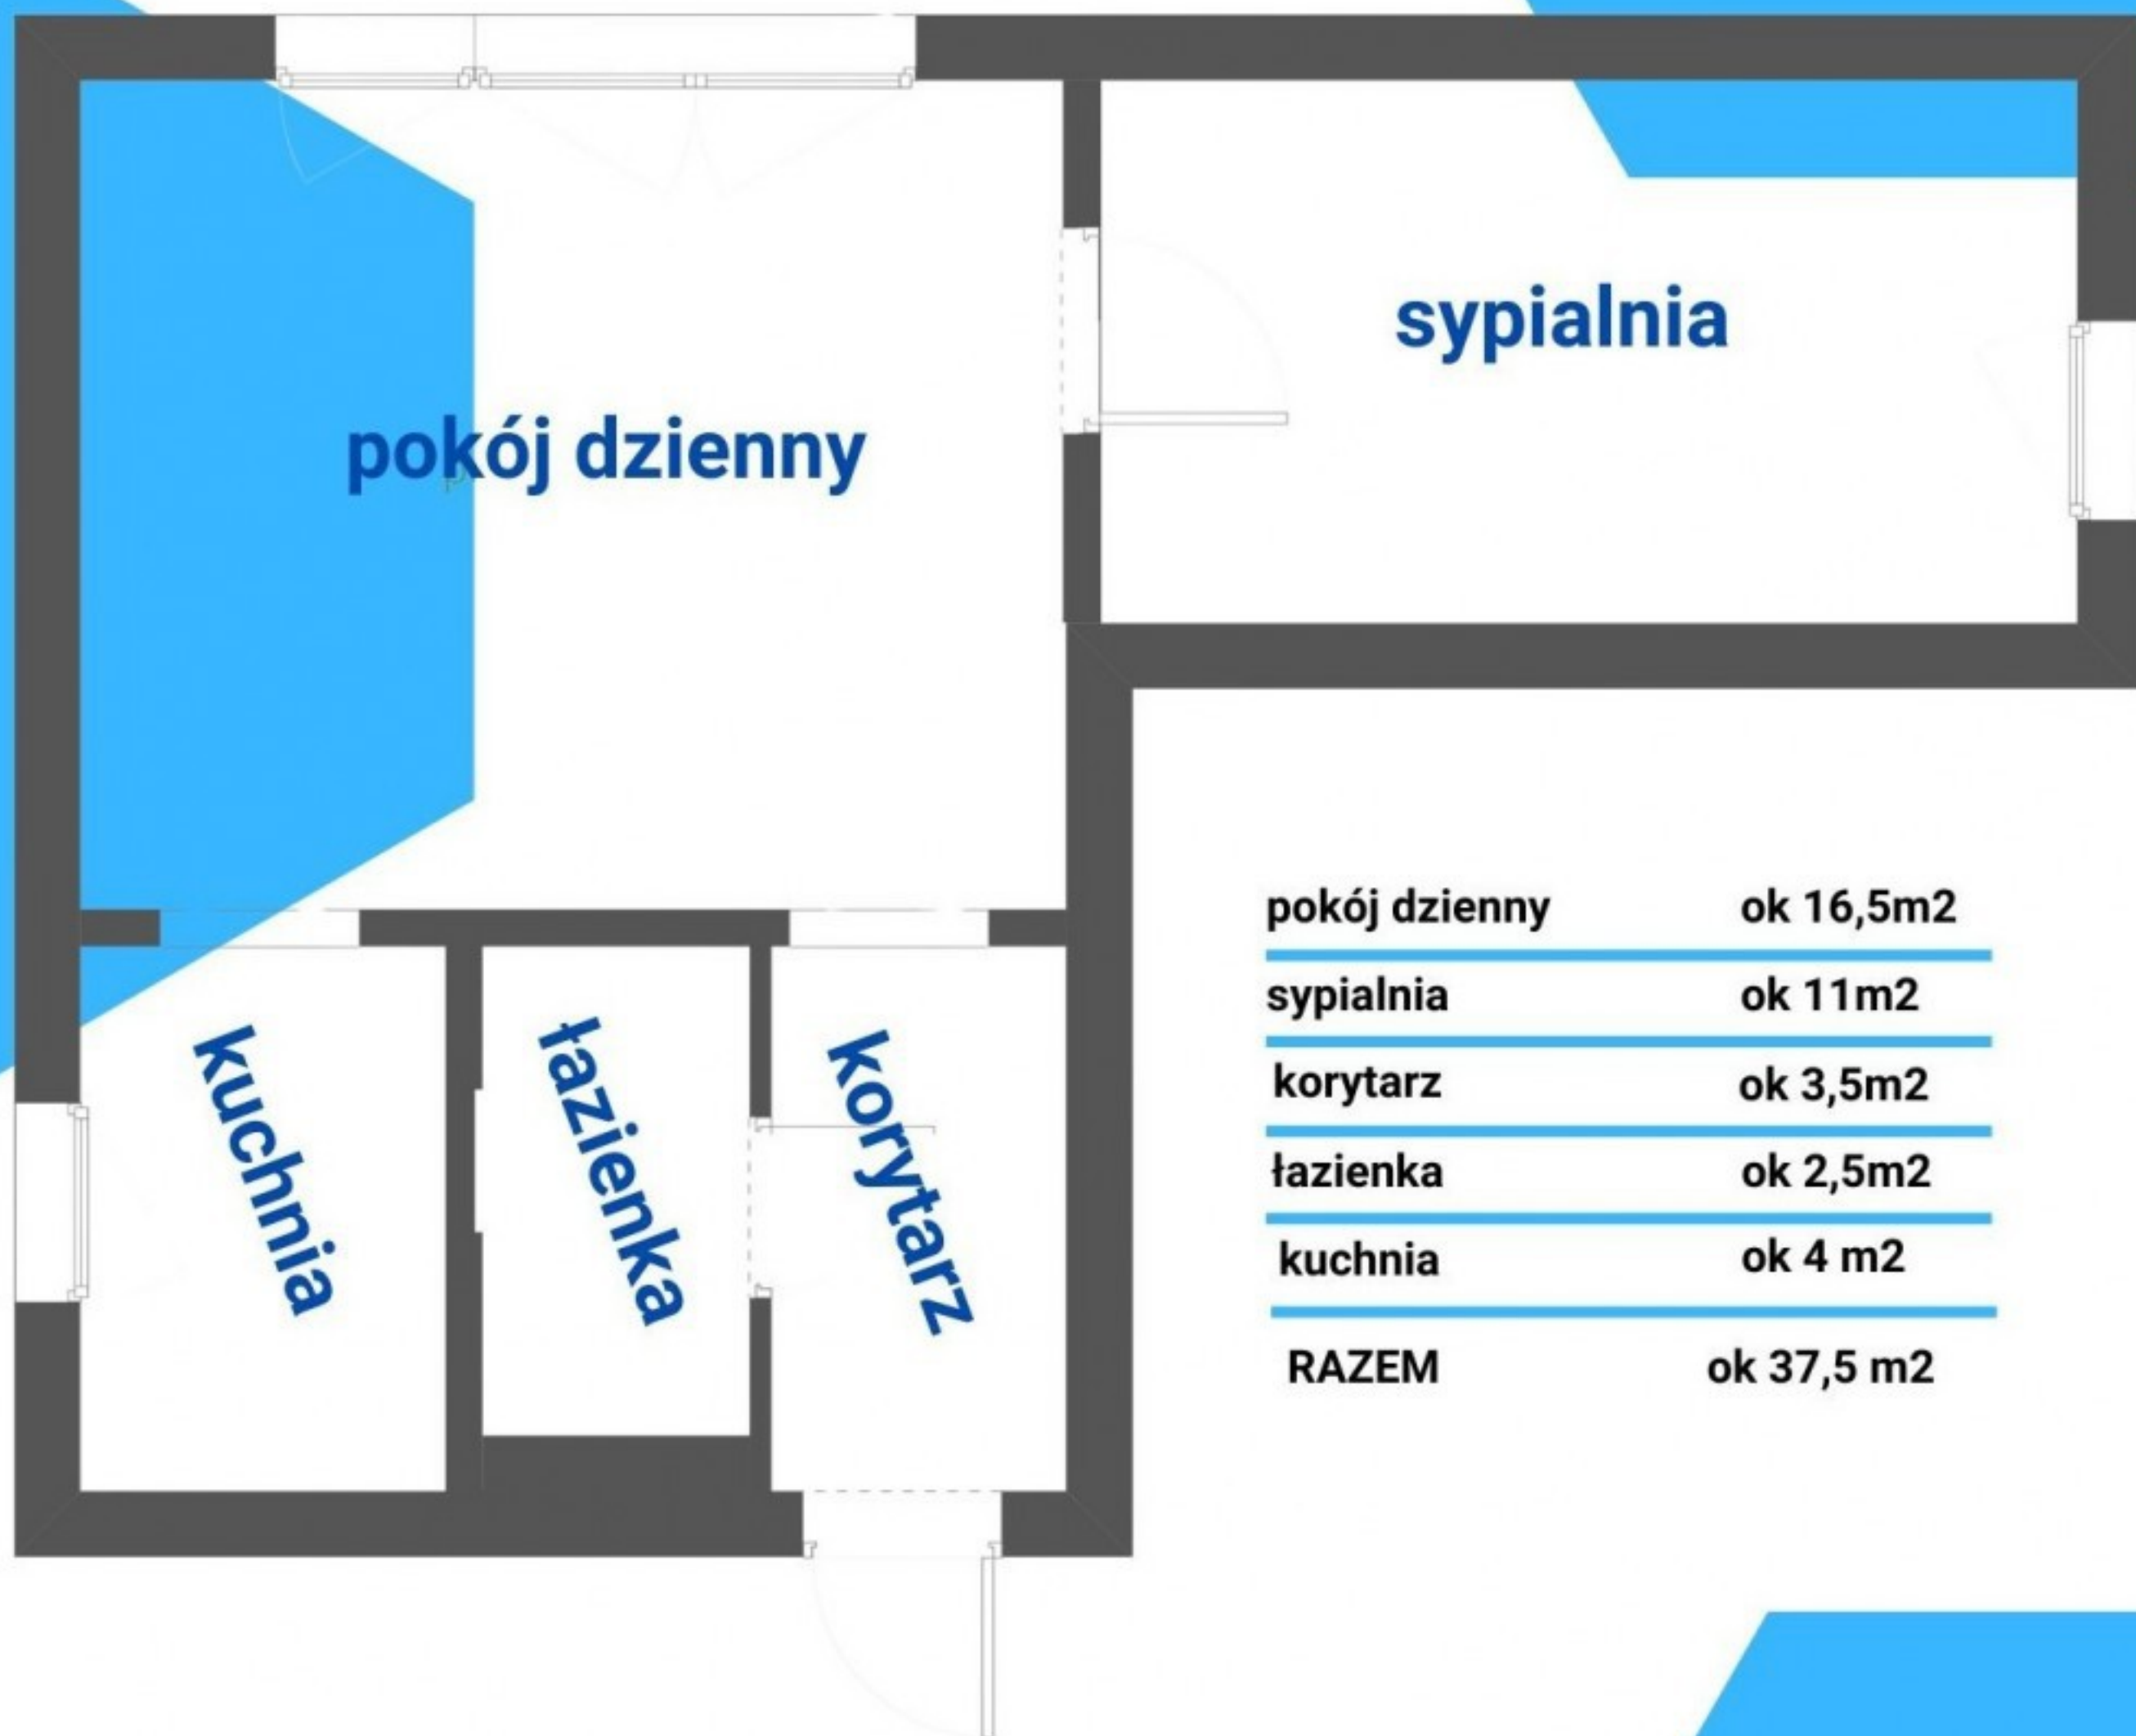 sypialnia
pokój dzienny
kuchnia
łazienka
korytarz
pokój dzienny ok 16,5m2
sypialnia ok 11m2
korytarz ok 3,5m2
łazienka ok 2,5m2
kuchnia ok 4 m2
RAZEM ok 37,5 m2